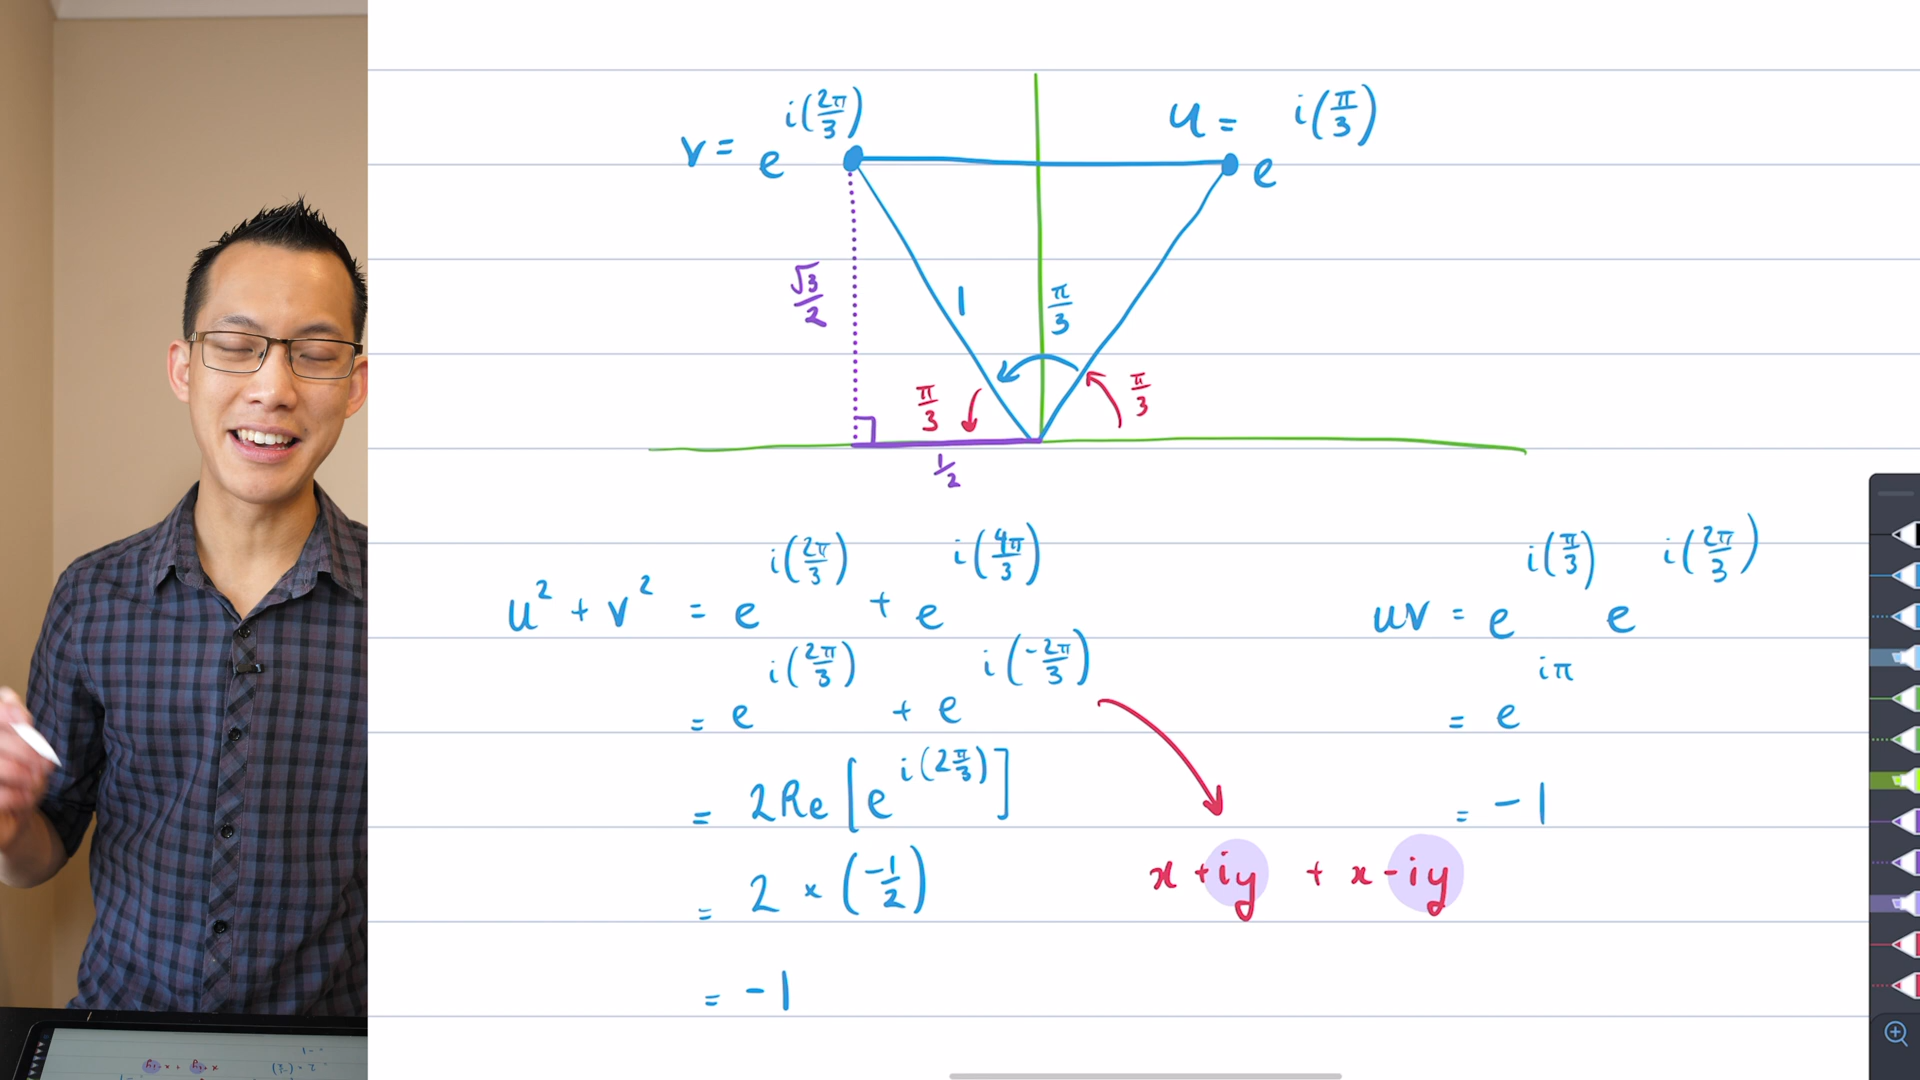 v = e^{i(2π/3)}
u = e^{i(π/3)}
√3/2
1
π/3
π/3
π/3
1/2
u² + v² = e^{i(2π/3)} + e^{i(4π/3)}
= e^{i(2π/3)} + e^{i(-2π/3)}
= 2Re[e^{i(2π/3)}]
= 2 × (-1/2)
= -1
x + iy + x - iy
uv = e^{i(π/3)} e^{i(2π/3)}
= e^{iπ}
= -1